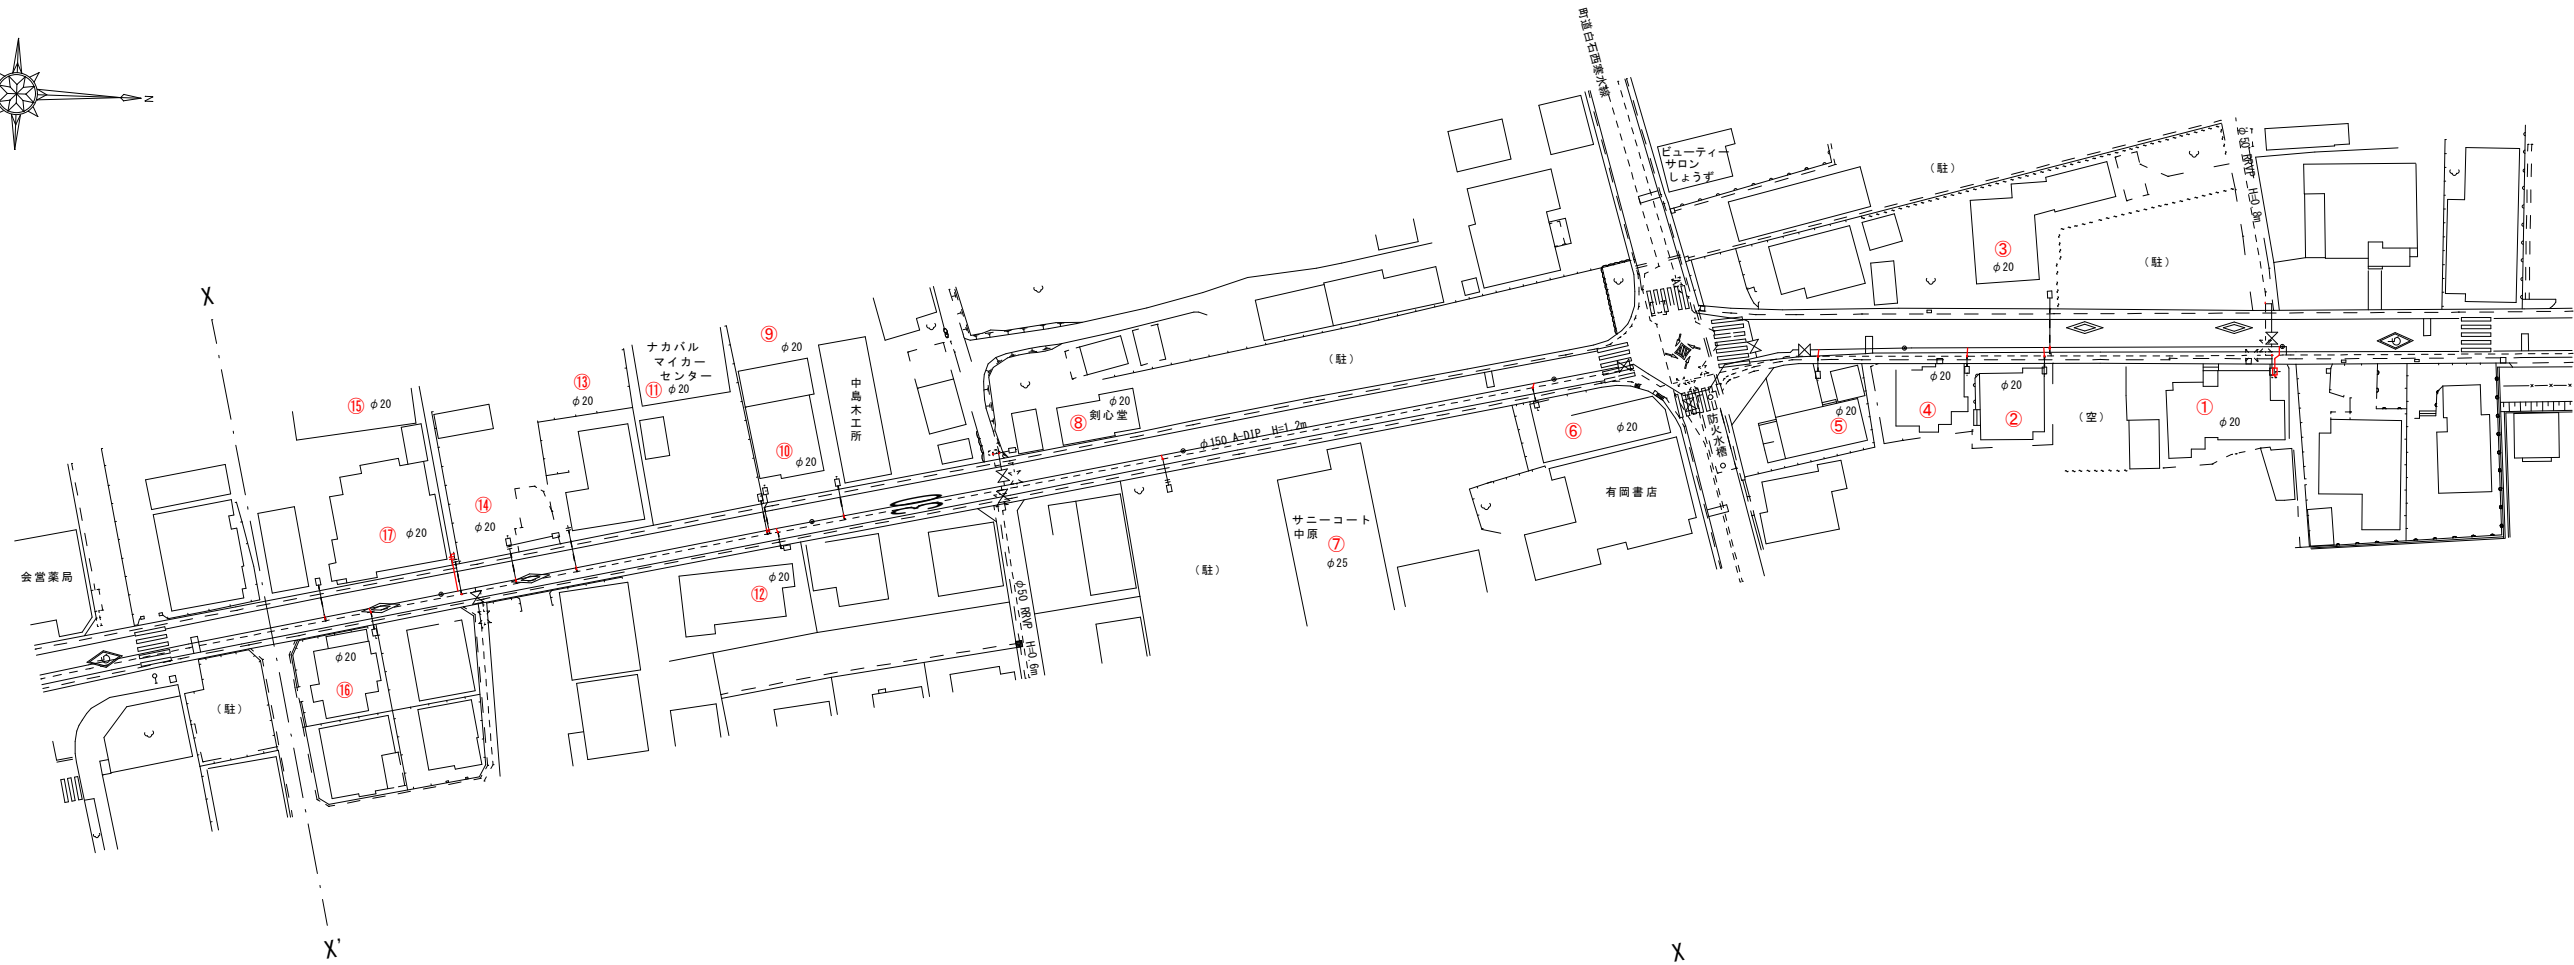 N
町道白石西寒水線
ビューティー
サロン
しょうず
(駐)
φ50 RRVP H=0.8m
③
φ20
(駐)
X
ナカバル
マイカー
センター
⑪ φ20
⑨
φ20
中島木工所
⑬
φ20
⑮ φ20
(駐)
φ20
⑧ 剣心堂
φ20
④
φ20
②
(空)
①
φ20
φ20
⑤
⑥ φ20
防火水槽
φ150 A-DIP H=1.2m
⑩
φ20
有岡書店
サニーコート
中原
⑦
φ25
⑭
φ20
⑰ φ20
会営薬局
(駐)
φ20
⑫
φ50 RRVP H=0.6m
φ20
⑯
(駐)
X'
X